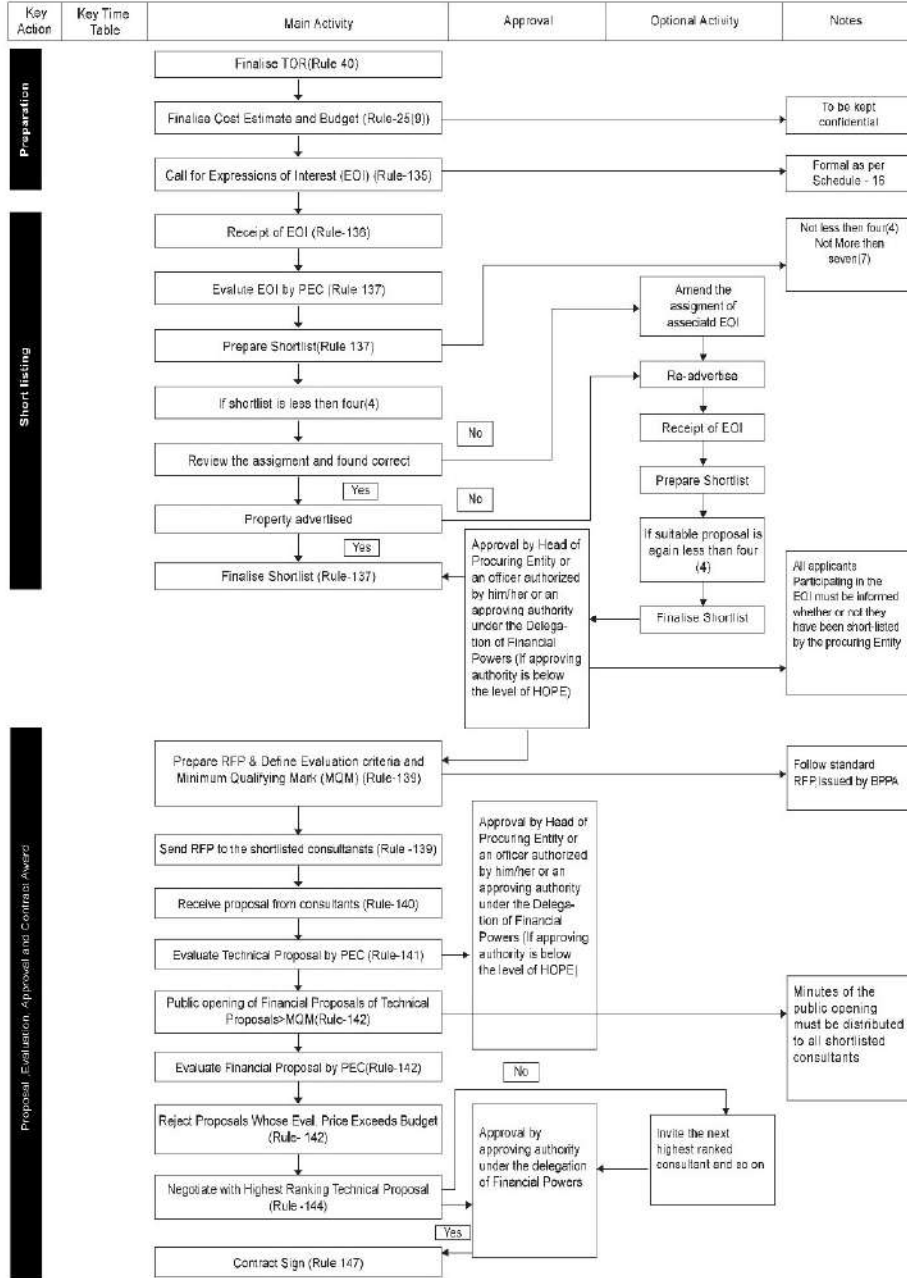 Key
Action
Key Time
Table
Main Activity
Approval
Optional Activity
Notes
Preparation
Finalise TOR(Rule 40)
Finalise Cost Estimate and Budget (Rule-25(9))
To be kept
confidential
Call for Expressions of Interest (EOI) (Rule-135)
Formal as per
Schedule - 16
Short listing
Receipt of EOI (Rule-136)
Not less then four(4)
Not More then
seven(7)
Evalute EOI by PEC (Rule 137)
Amend the
assigment of
asseciatd EOI
Prepare Shortlist(Rule 137)
Re-advertise
If shortlist is less then four(4)
No
Receipt of EOI
Review the assigment and found correct
Prepare Shortlist
Yes
No
Property advertised
If suitable proposal is
again less than four
(4)
Yes
Finalise Shortlist (Rule-137)
Approval by Head of
Procuring Entity or
an officer authorized
by him/her or an
approving authority
under the Delega-
tion of Financial
Powers (If approving
authority is below
the level of HOPE)
Finalise Shortlist
All applicants
Participating in the
EOI must be informed
whether or not they
have been short-listed
by the procuring Entity
Proposal ,Evaluation, Approval and Contract Award
Prepare RFP & Define Evaluation criteria and
Minimum Qualifying Mark (MQM) (Rule-139)
Follow standard
RFP,issued by BPPA
Send RFP to the shortlisted consultansts (Rule -139)
Approval by Head of
Procuring Entity or
an officer authorized
by him/her or an
approving authority
under the Delega-
tion of Financial
Powers (If approving
authority is below
the level of HOPE)
Receive proposal from consultants (Rule-140)
Evaluate Technical Proposal by PEC (Rule-141)
Public opening of Financial Proposals of Technical
Proposals>MQM(Rule-142)
Minutes of the
public opening
must be distributed
to all shortlisted
consultants
Evaluate Financial Proposal by PEC(Rule-142)
No
Reject Proposals Whose Eval. Price Exceeds Budget
(Rule- 142)
Approval by
approving authority
under the delegation
of Financial Powers
Invite the next
highest ranked
consultant and so on
Negotiate with Highest Ranking Technical Proposal
(Rule -144)
Yes
Contract Sign (Rule 147)